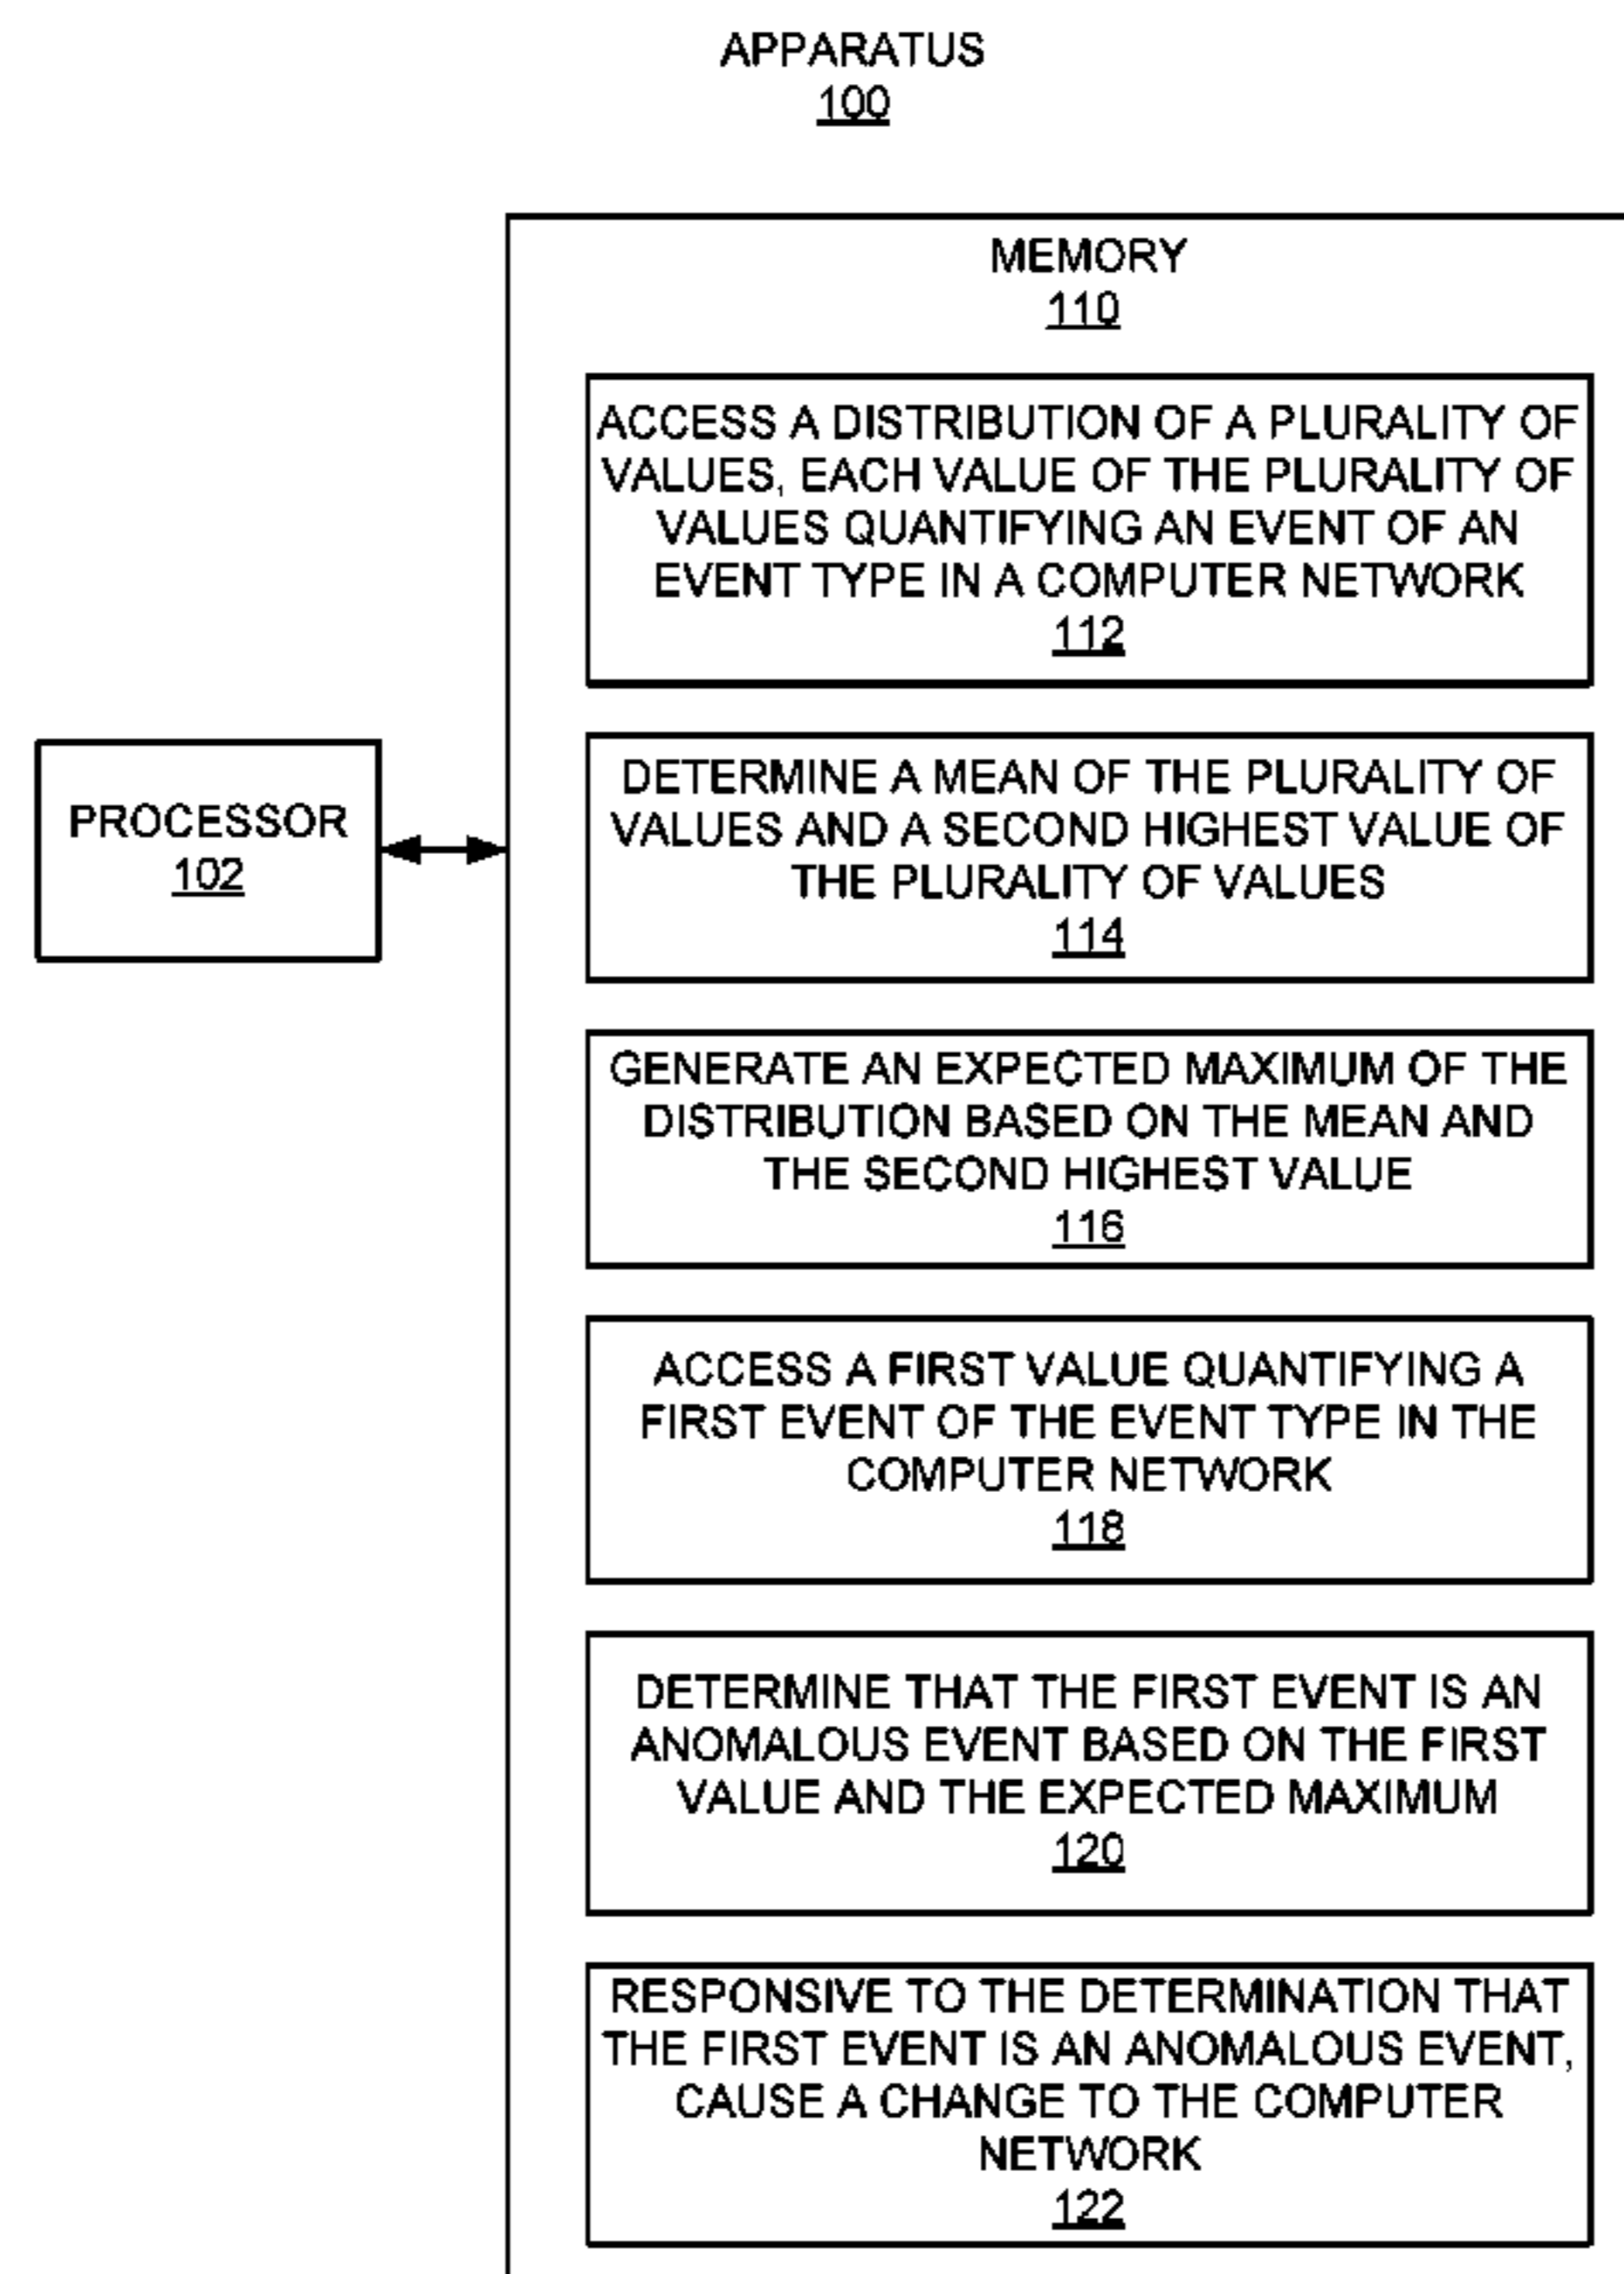 APPARATUS
100
MEMORY
110
ACCESS A DISTRIBUTION OF A PLURALITY OF
VALUES, EACH VALUE OF THE PLURALITY OF
VALUES QUANTIFYING AN EVENT OF AN
EVENT TYPE IN A COMPUTER NETWORK
112
PROCESSOR
102
DETERMINE A MEAN OF THE PLURALITY OF
VALUES AND A SECOND HIGHEST VALUE OF
THE PLURALITY OF VALUES
114
GENERATE AN EXPECTED MAXIMUM OF THE
DISTRIBUTION BASED ON THE MEAN AND
THE SECOND HIGHEST VALUE
116
ACCESS A FIRST VALUE QUANTIFYING A
FIRST EVENT OF THE EVENT TYPE IN THE
COMPUTER NETWORK
118
DETERMINE THAT THE FIRST EVENT IS AN
ANOMALOUS EVENT BASED ON THE FIRST
VALUE AND THE EXPECTED MAXIMUM
120
RESPONSIVE TO THE DETERMINATION THAT
THE FIRST EVENT IS AN ANOMALOUS EVENT,
CAUSE A CHANGE TO THE COMPUTER
NETWORK
122